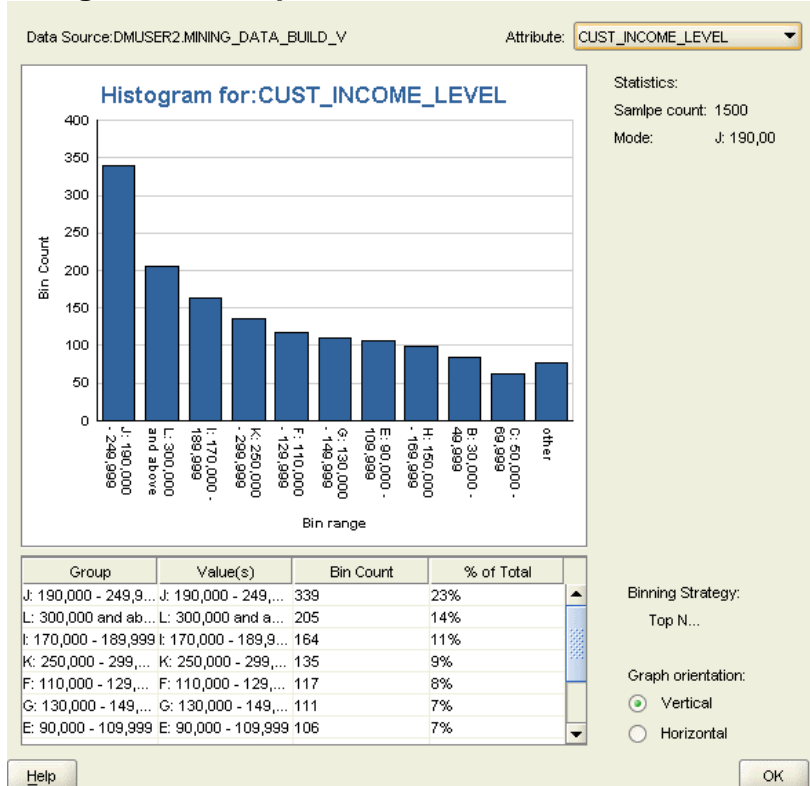 Data Source:DMUSER2.MINING_DATA_BUILD_V
Attribute: CUST_INCOME_LEVEL
Histogram for:CUST_INCOME_LEVEL
Statistics:
Samlpe count: 1500
Mode: J: 190,00
400
350
300
250
200
150
100
50
0
Bin Count
J: 190,000
- 249,999
L: 300,000
and above
I: 170,000 -
189,999
K: 250,000
- 299,999
F: 110,000
- 129,999
G: 130,000
- 149,999
E: 90,000 -
109,999
H: 150,000
- 169,999
B: 30,000 -
49,999
C: 50,000 -
69,999
other
Bin range
Group Value(s) Bin Count % of Total
J: 190,000 - 249,9... J: 190,000 - 249,... 339 23%
L: 300,000 and ab... L: 300,000 and a... 205 14%
I: 170,000 - 189,999 I: 170,000 - 189,9... 164 11%
K: 250,000 - 299,... K: 250,000 - 299,... 135 9%
F: 110,000 - 129,... F: 110,000 - 129,... 117 8%
G: 130,000 - 149,... G: 130,000 - 149,... 111 7%
E: 90,000 - 109,999 E: 90,000 - 109,999 106 7%
Binning Strategy:
Top N...
Graph orientation:
Vertical
Horizontal
Help
OK